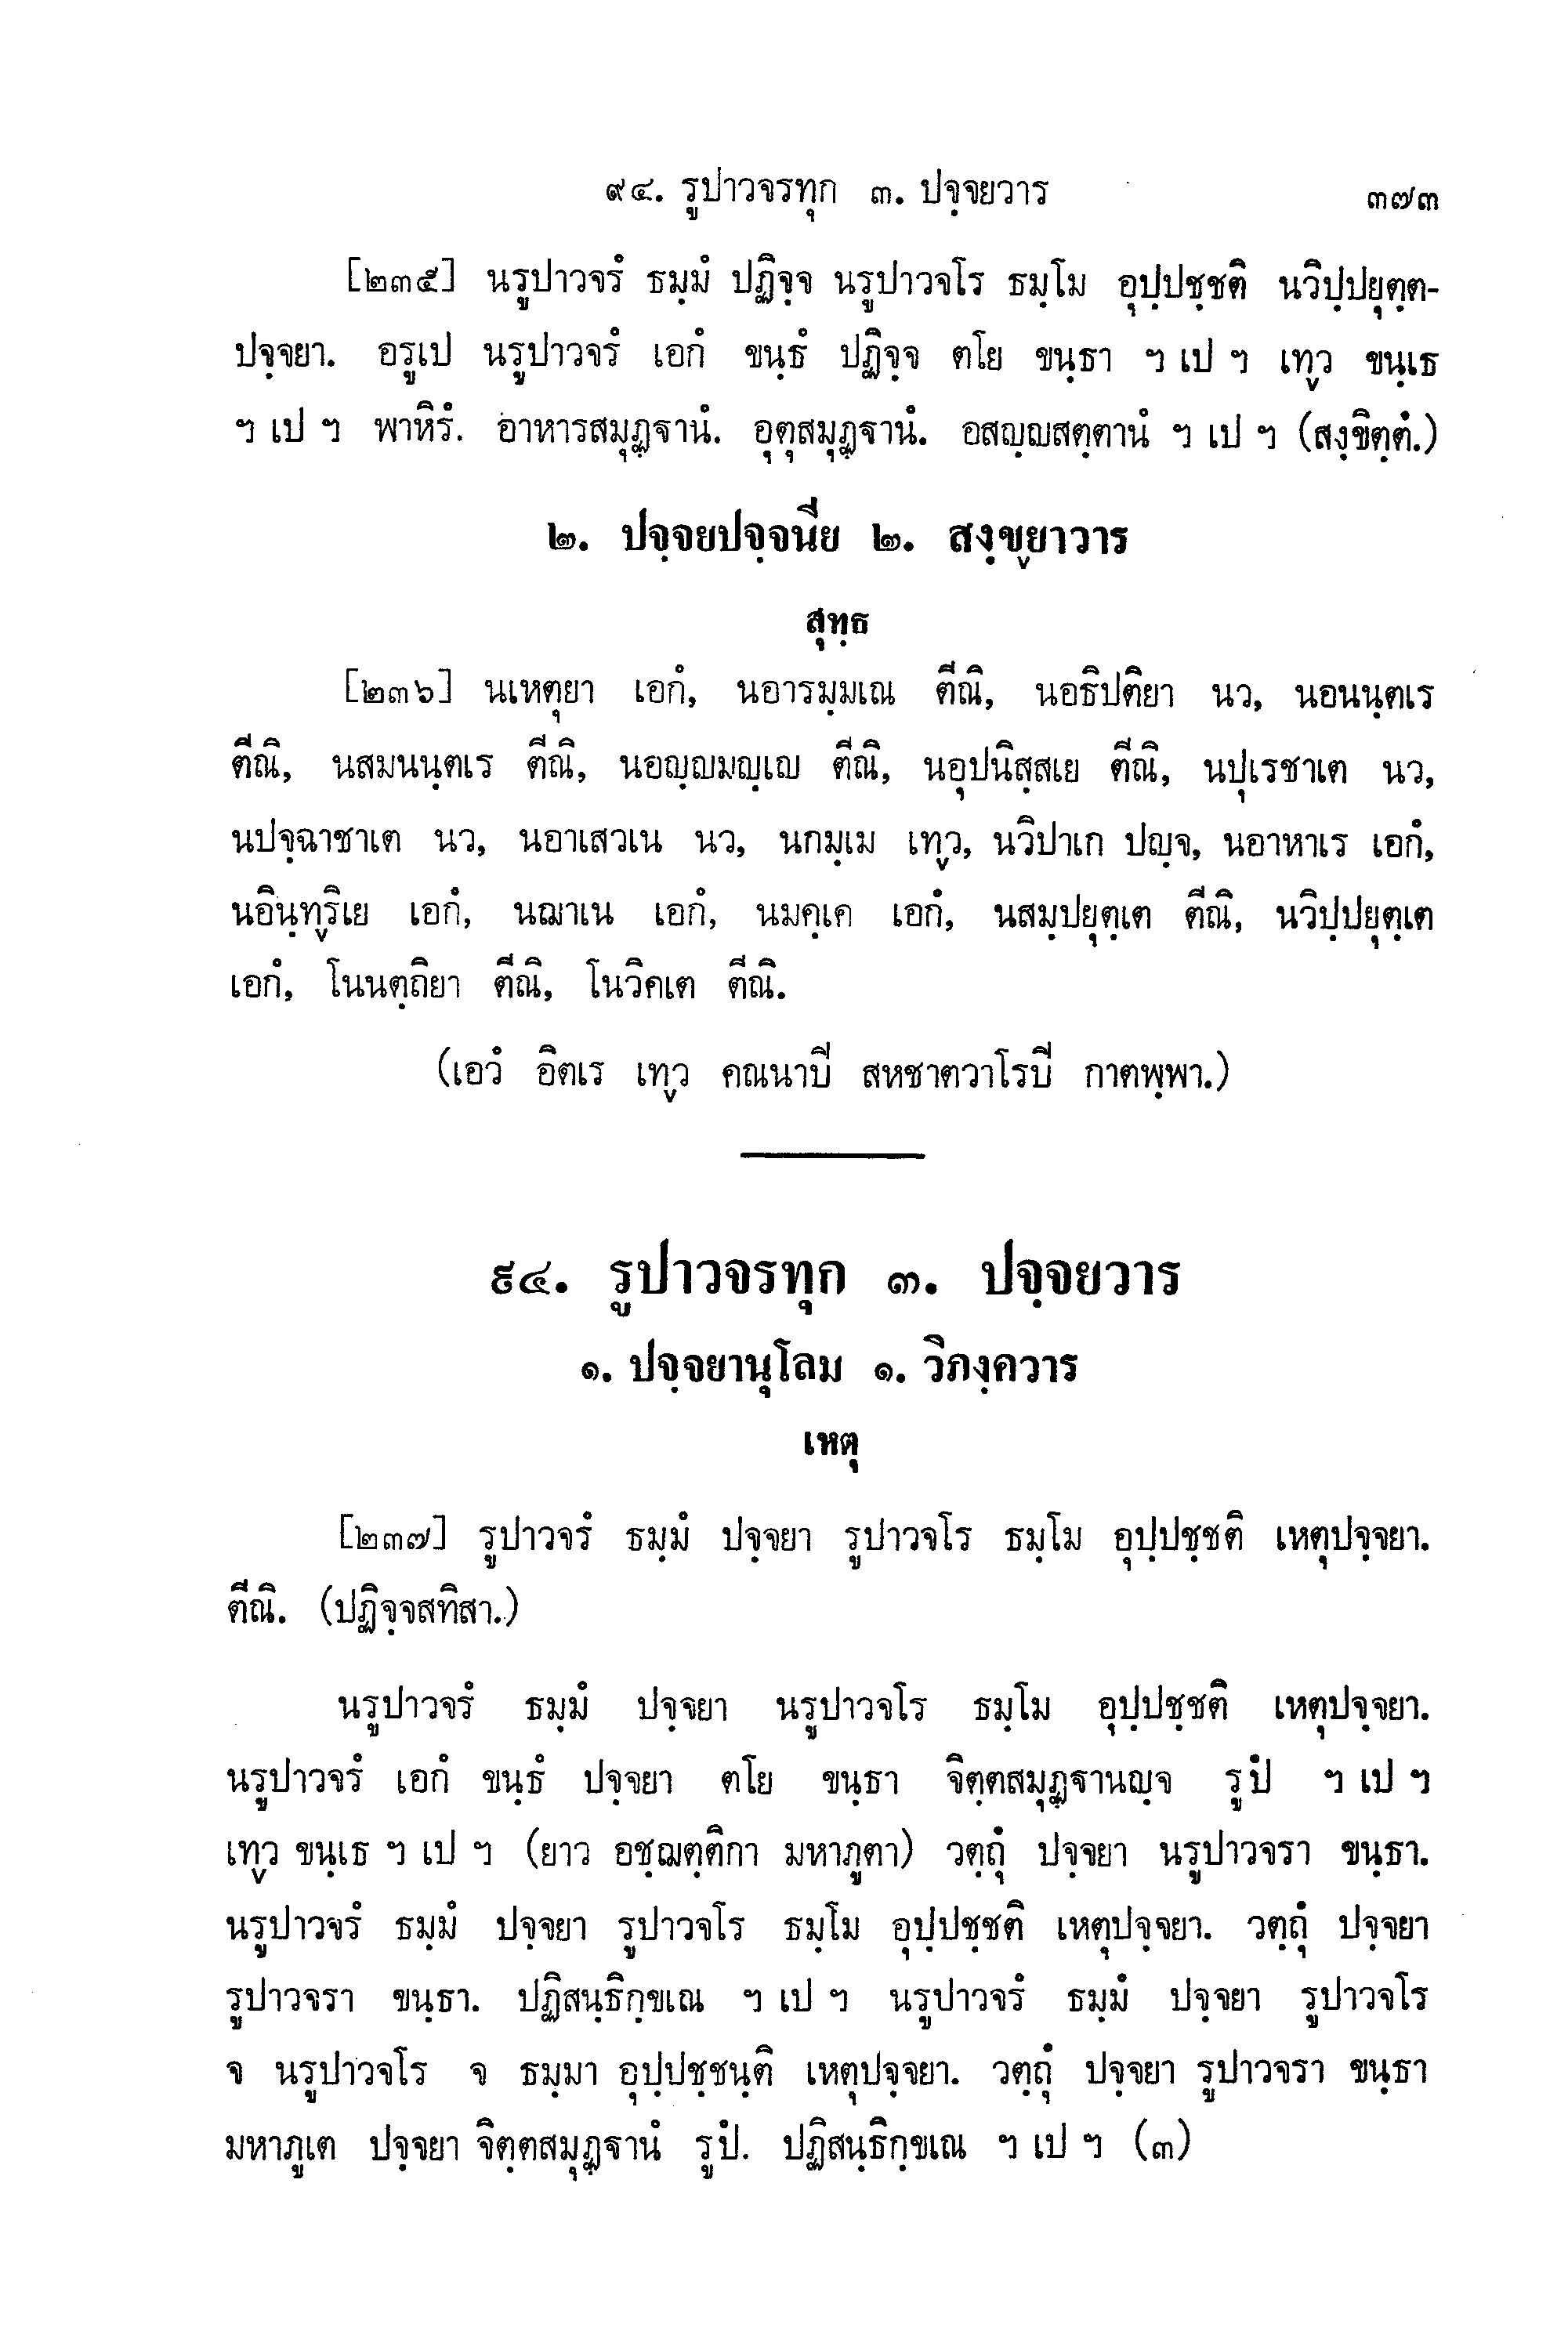 ๙๔. รูปาวจรทุก ๓. ปจฺจยวาร ๓๗๓
[๒๓๕] นรูปาวจรํ ธมฺมํ ปฏิจฺจ นรูปาวจโร ธมฺโม อุปฺปชฺชติ นวิปฺปยุตฺต-
ปจฺจยา. อรูเป นรูปาวจรํ เอกํ ขนฺธํ ปฏิจฺจ ตโย ขนฺธา ฯ เป ฯ เทฺว ขนฺเธ
ฯ เป ฯ พาหิรํ. อาหารสมุฏฺฐานํ. อุตุสมุฏฺฐานํ. อสญฺญสตฺตานํ ฯ เป ฯ (สงฺขิตฺตํ.)
๒. ปจฺจยปจฺจนีย ๒. สงฺขฺยาวาร
สุทฺธ
[๒๓๖] นเหตุยา เอกํ, นอารมฺมเณ ตีณิ, นอธิปติยา นว, นอนนฺตเร
ตีณิ, นสมนนฺตเร ตีณิ, นอญฺญมญฺเญ ตีณิ, นอุปนิสฺสเย ตีณิ, นปุเรชาเต นว,
นปจฺฉาชาเต นว, นอาเสวเน นว, นกมฺเม เทฺว, นวิปาเก ปญฺจ, นอาหาเร เอกํ,
นอินฺทฺริเย เอกํ, นฌาเน เอกํ, นมคฺเค เอกํ, นสมฺปยุตฺเต ตีณิ, นวิปฺปยุตฺเต
เอกํ, โนนตฺถิยา ตีณิ, โนวิคเต ตีณิ.
(เอวํ อิตเร เทฺว คณนาปี สหชาตวาโรปี กาตพฺพา.)
๙๔. รูปาวจรทุก ๓. ปจฺจยวาร
๑. ปจฺจยานุโลม ๑. วิภงฺควาร
เหตุ
[๒๓๗] รูปาวจรํ ธมฺมํ ปจฺจยา รูปาวจโร ธมฺโม อุปฺปชฺชติ เหตุปจฺจยา.
ตีณิ. (ปฏิจฺจสทิสา.)
นรูปาวจรํ ธมฺมํ ปจฺจยา นรูปาวจโร ธมฺโม อุปฺปชฺชติ เหตุปจฺจยา.
นรูปาวจรํ เอกํ ขนฺธํ ปจฺจยา ตโย ขนฺธา จิตฺตสมุฏฺฐานญฺจ รูปํ ฯ เป ฯ
เทฺว ขนฺเธ ฯ เป ฯ (ยาว อชฺฌตฺติกา มหาภูตา) วตฺถุํ ปจฺจยา นรูปาวจรา ขนฺธา.
นรูปาวจรํ ธมฺมํ ปจฺจยา รูปาวจโร ธมฺโม อุปฺปชฺชติ เหตุปจฺจยา. วตฺถุํ ปจฺจยา
รูปาวจรา ขนฺธา. ปฏิสนฺธิกฺขเณ ฯ เป ฯ นรูปาวจรํ ธมฺมํ ปจฺจยา รูปาวจโร
จ นรูปาวจโร จ ธมฺมา อุปฺปชฺชนฺติ เหตุปจฺจยา. วตฺถุํ ปจฺจยา รูปาวจรา ขนฺธา
มหาภูเต ปจฺจยา จิตฺตสมุฏฺฐานํ รูปํ. ปฏิสนฺธิกฺขเณ ฯ เป ฯ (๓)